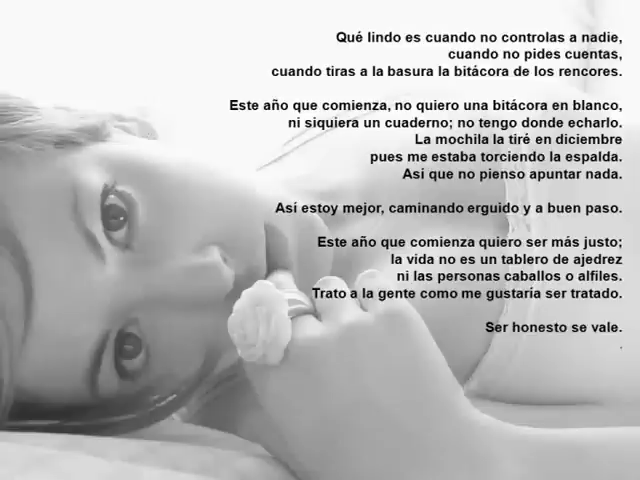 Qué lindo es cuando no controlas a nadie,
cuando no pides cuentas,
cuando tiras a la basura la bitácora de los rencores.
Este año que comienza, no quiero una bitácora en blanco,
ni siquiera un cuaderno; no tengo donde echarlo.
La mochila la tiré en diciembre
pues me estaba torciendo la espalda.
Asi que no pienso apuntar nada.
Así estoy mejor, caminando erguido y a buen paso.
Este año que comienza quiero ser más justo;
la vida no es un tablero de ajedrez
ni las personas caballos o alfiles.
Trato a la gente como me gustaría ser tratado.
Ser honesto se vale.
.